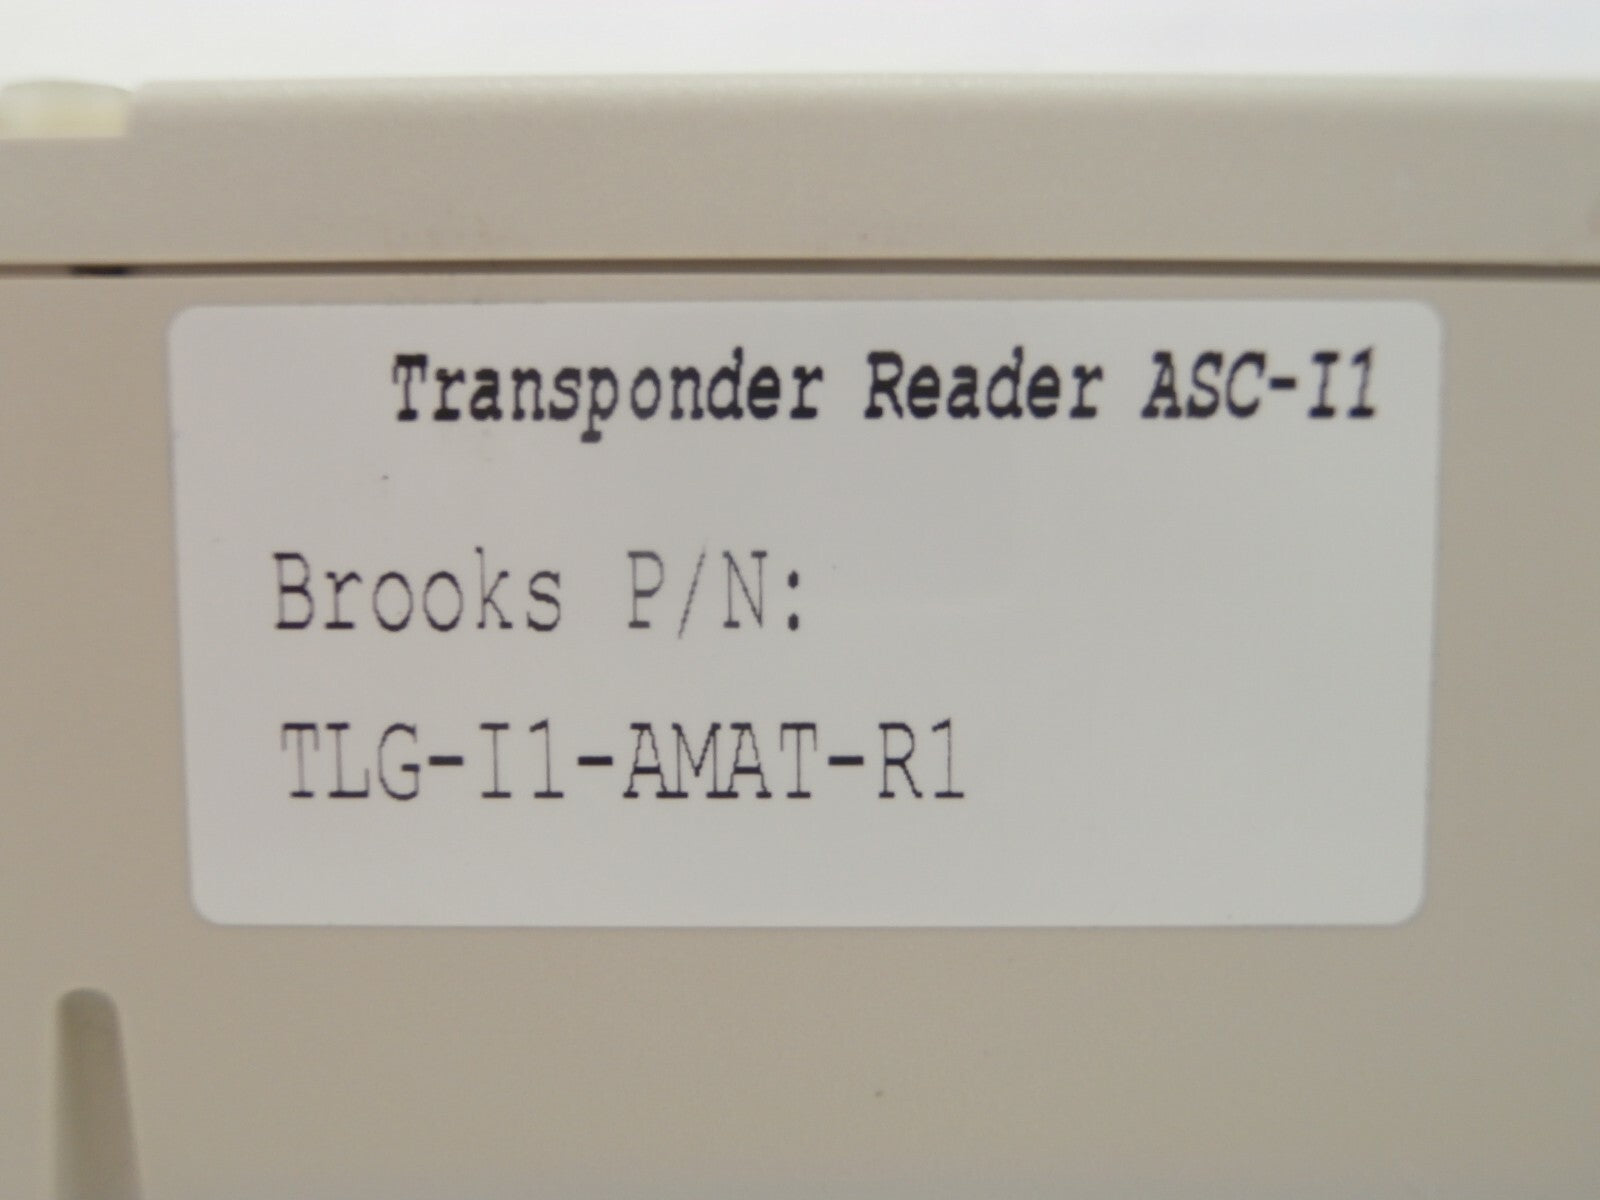 Transponder Reader ASC-I1
Brooks P/N:
TLG-I1-AMAT-R1